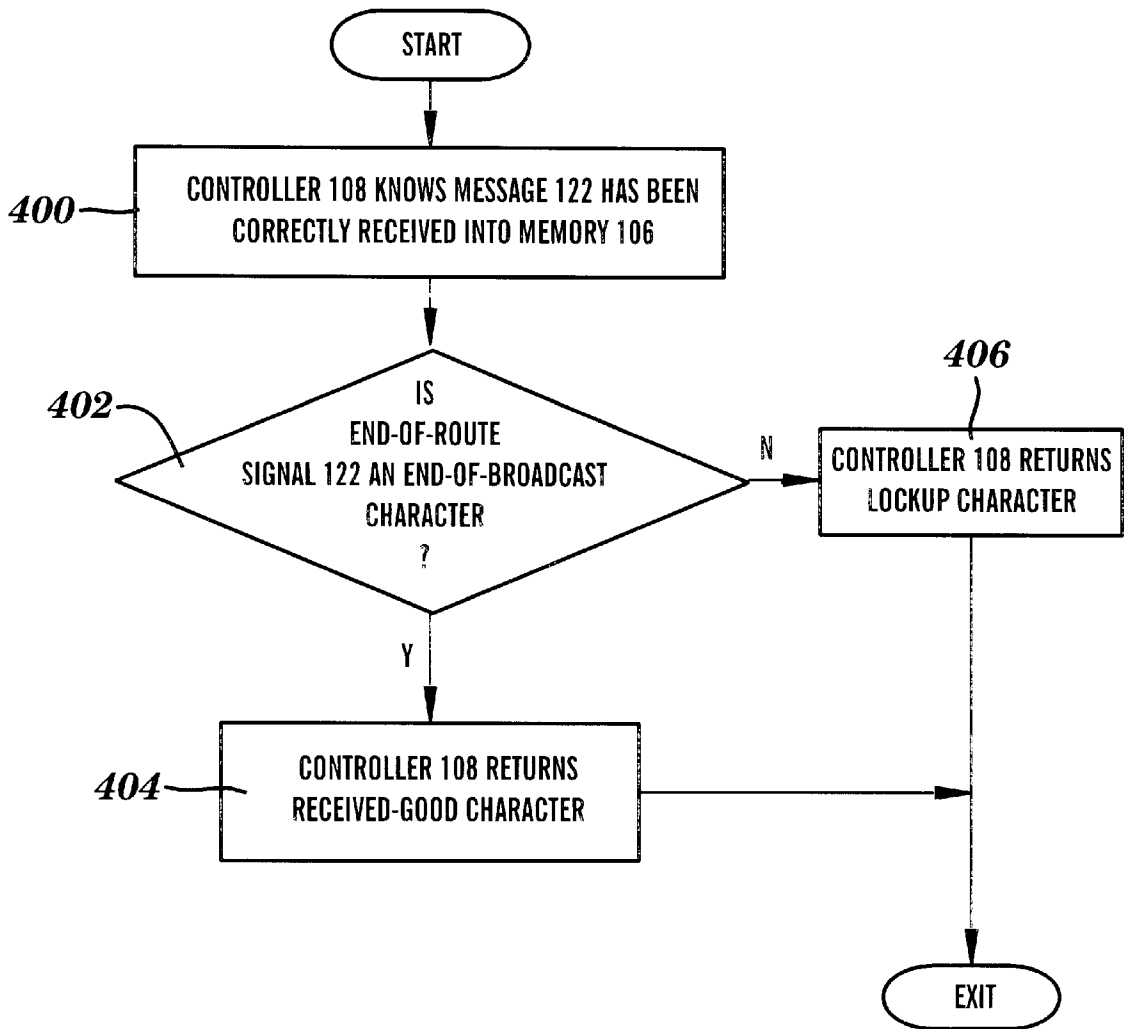 START
400
CONTROLLER 108 KNOWS MESSAGE 122 HAS BEEN
CORRECTLY RECEIVED INTO MEMORY 106
402
IS
END-OF-ROUTE
SIGNAL 122 AN END-OF-BROADCAST
CHARACTER
?
N
406
CONTROLLER 108 RETURNS
LOCKUP CHARACTER
Y
404
CONTROLLER 108 RETURNS
RECEIVED-GOOD CHARACTER
EXIT